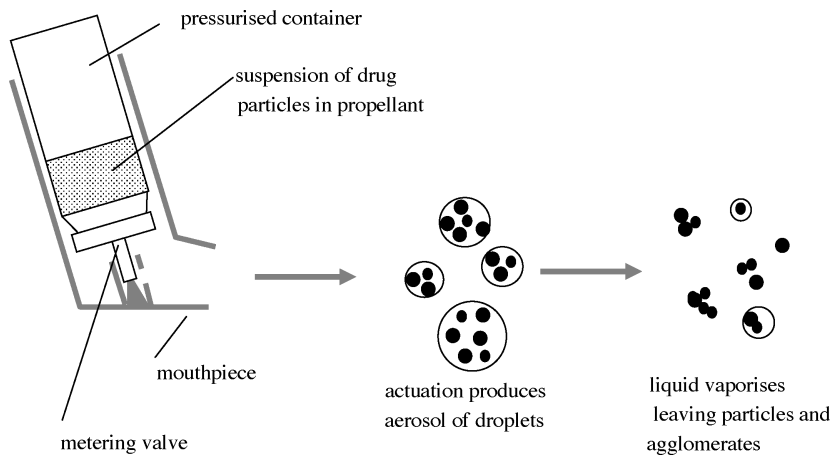 pressurised container
suspension of drug
particles in propellant
mouthpiece
metering valve
actuation produces
aerosol of droplets
liquid vaporises
leaving particles and
agglomerates